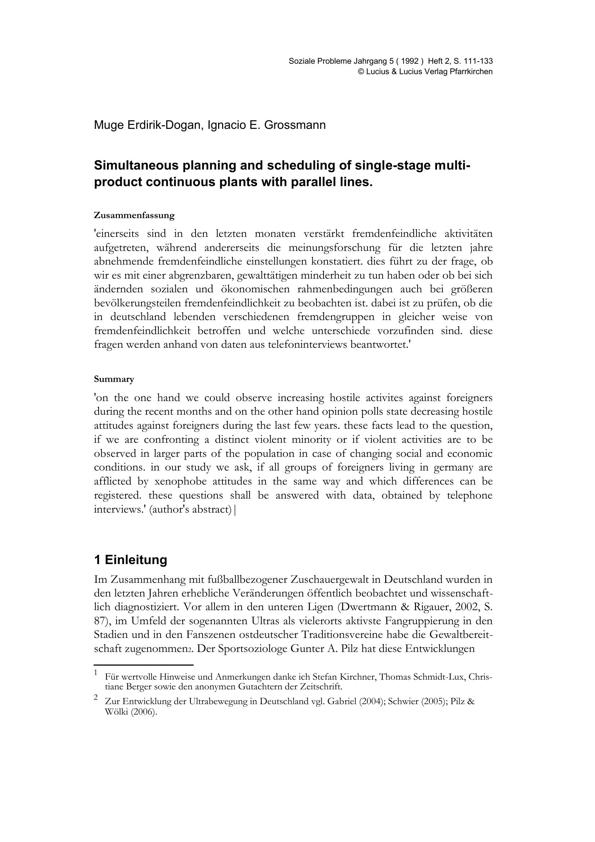 Soziale Probleme Jahrgang 5 ( 1992 ) Heft 2, S. 111-133
© Lucius & Lucius Verlag Pfarrkirchen
Muge Erdirik-Dogan, Ignacio E. Grossmann
Simultaneous planning and scheduling of single-stage multi-
product continuous plants with parallel lines.
Zusammenfassung
'einerseits sind in den letzten monaten verstärkt fremdenfeindliche aktivitäten
aufgetreten, während andererseits die meinungsforschung für die letzten jahre
abnehmende fremdenfeindliche einstellungen konstatiert. dies führt zu der frage, ob
wir es mit einer abgrenzbaren, gewalttätigen minderheit zu tun haben oder ob bei sich
ändernden sozialen und ökonomischen rahmenbedingungen auch bei größeren
bevölkerungsteilen fremdenfeindlichkeit zu beobachten ist. dabei ist zu prüfen, ob die
in deutschland lebenden verschiedenen fremdengruppen in gleicher weise von
fremdenfeindlichkeit betroffen und welche unterschiede vorzufinden sind. diese
fragen werden anhand von daten aus telefoninterviews beantwortet.'
Summary
'on the one hand we could observe increasing hostile activites against foreigners
during the recent months and on the other hand opinion polls state decreasing hostile
attitudes against foreigners during the last few years. these facts lead to the question,
if we are confronting a distinct violent minority or if violent activities are to be
observed in larger parts of the population in case of changing social and economic
conditions. in our study we ask, if all groups of foreigners living in germany are
afflicted by xenophobe attitudes in the same way and which differences can be
registered. these questions shall be answered with data, obtained by telephone
interviews.' (author's abstract)|
1 Einleitung
Im Zusammenhang mit fußballbezogener Zuschauergewalt in Deutschland wurden in
den letzten Jahren erhebliche Veränderungen öffentlich beobachtet und wissenschaft-
lich diagnostiziert. Vor allem in den unteren Ligen (Dwertmann & Rigauer, 2002, S.
87), im Umfeld der sogenannten Ultras als vielerorts aktivste Fangruppierung in den
Stadien und in den Fanszenen ostdeutscher Traditionsvereine habe die Gewaltbereit-
schaft zugenommen2. Der Sportsoziologe Gunter A. Pilz hat diese Entwicklungen
1 Für wertvolle Hinweise und Anmerkungen danke ich Stefan Kirchner, Thomas Schmidt-Lux, Chris-
tiane Berger sowie den anonymen Gutachtern der Zeitschrift.
2 Zur Entwicklung der Ultrabewegung in Deutschland vgl. Gabriel (2004); Schwier (2005); Pilz &
Wölki (2006).